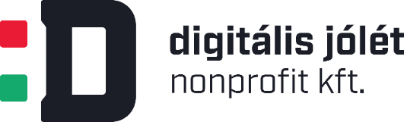 :D
digitális jólét
nonprofit kft.